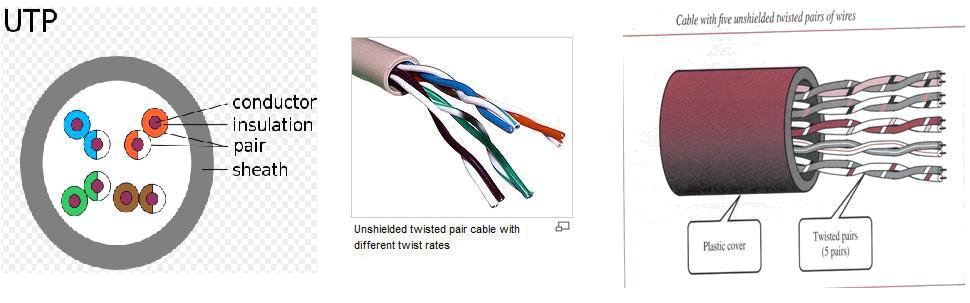 UTP
conductor
insulation
pair
sheath
Unshielded twisted pair cable with
different twist rates
Cable with five unshielded twisted pairs of wires
Plastic cover
Twisted pairs
(5 pairs)